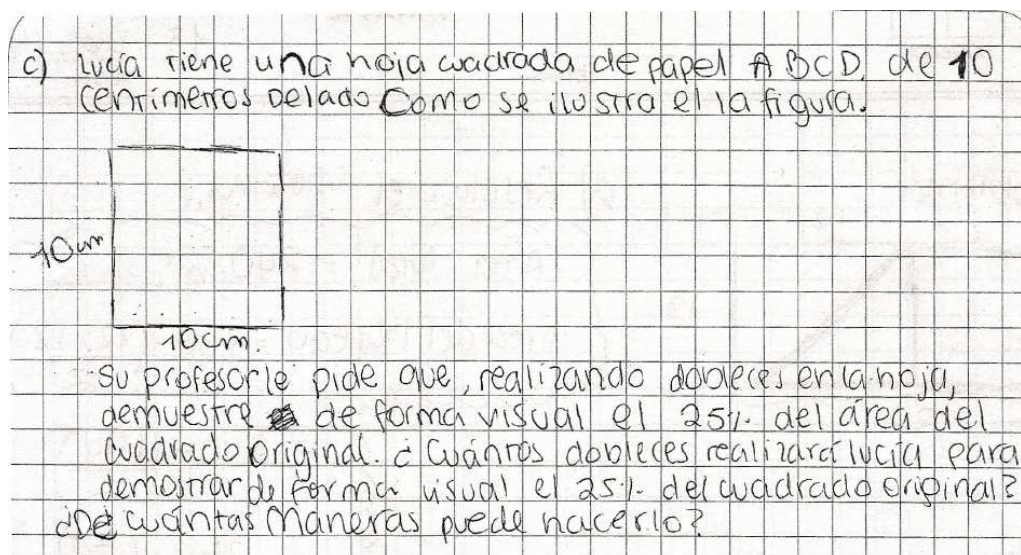 c) Lucia tiene una hoja cuadrada de papel ABCD. de 10
centimetros De lado Como se ilustra el la figura.
10cm
10cm.
su profesor le pide que, realizando dobleces en la hoja,
demuestre de forma visual el 25%. del área del
cuadrado original. ¿Cuántos dobleces realizará lucía para
demostrar de forma visual el 25%. del cuadrado original?
¿De cuántas maneras puede hacerlo?